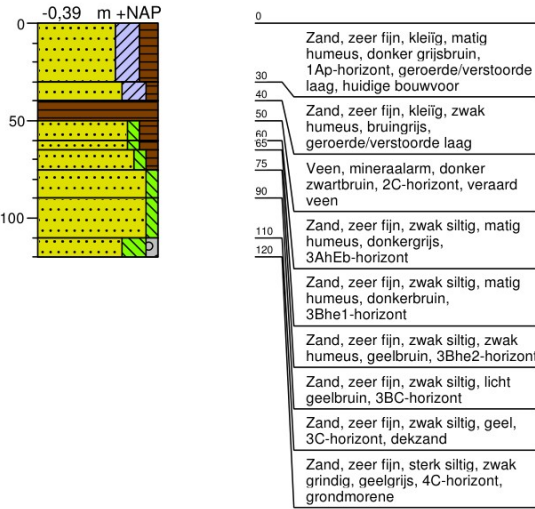 -0,39 m +NAP
0
50
100
0
30
40
50
60
65
75
90
110
120
Zand, zeer fijn, kleiïg, matig
humeus, donker grijsbruin,
1Ap-horizont, geroerde/verstoorde
laag, huidige bouwvoor
Zand, zeer fijn, kleiïg, zwak
humeus, bruingrijs,
geroerde/verstoorde laag
Veen, mineraalarm, donker
zwartbruin, 2C-horizont, veraard
veen
Zand, zeer fijn, zwak siltig, matig
humeus, donkergrijs,
3AhEb-horizont
Zand, zeer fijn, zwak siltig, matig
humeus, donkerbruin,
3Bhe1-horizont
Zand, zeer fijn, zwak siltig, zwak
humeus, geelbruin, 3Bhe2-horizont
Zand, zeer fijn, zwak siltig, licht
geelbruin, 3BC-horizont
Zand, zeer fijn, zwak siltig, geel,
3C-horizont, dekzand
Zand, zeer fijn, sterk siltig, zwak
grindig, geelgrijs, 4C-horizont,
grondmorene